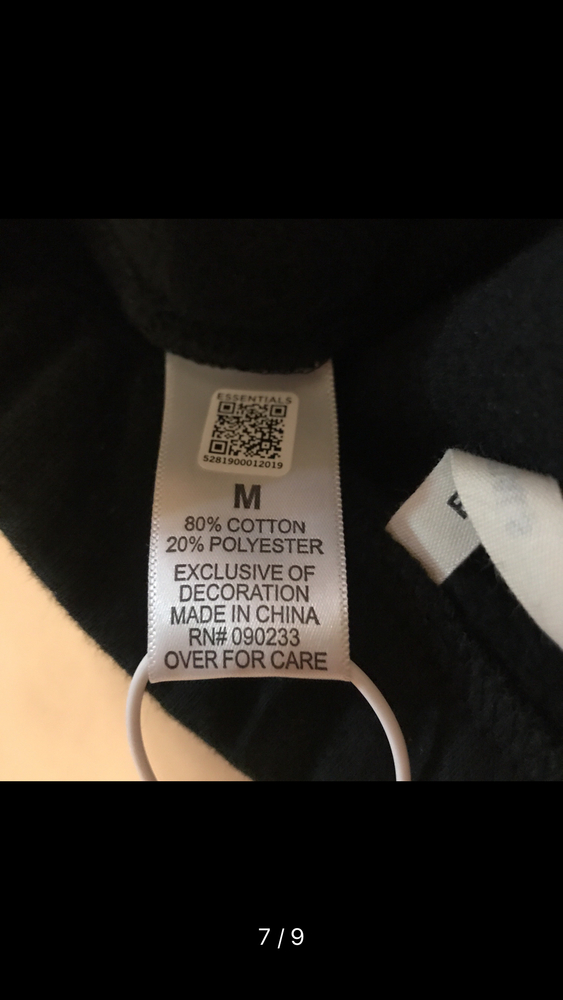 ESSENTIALS
5281900012019
M
80% COTTON
20% POLYESTER
EXCLUSIVE OF
DECORATION
MADE IN CHINA
RN# 090233
OVER FOR CARE
7 / 9